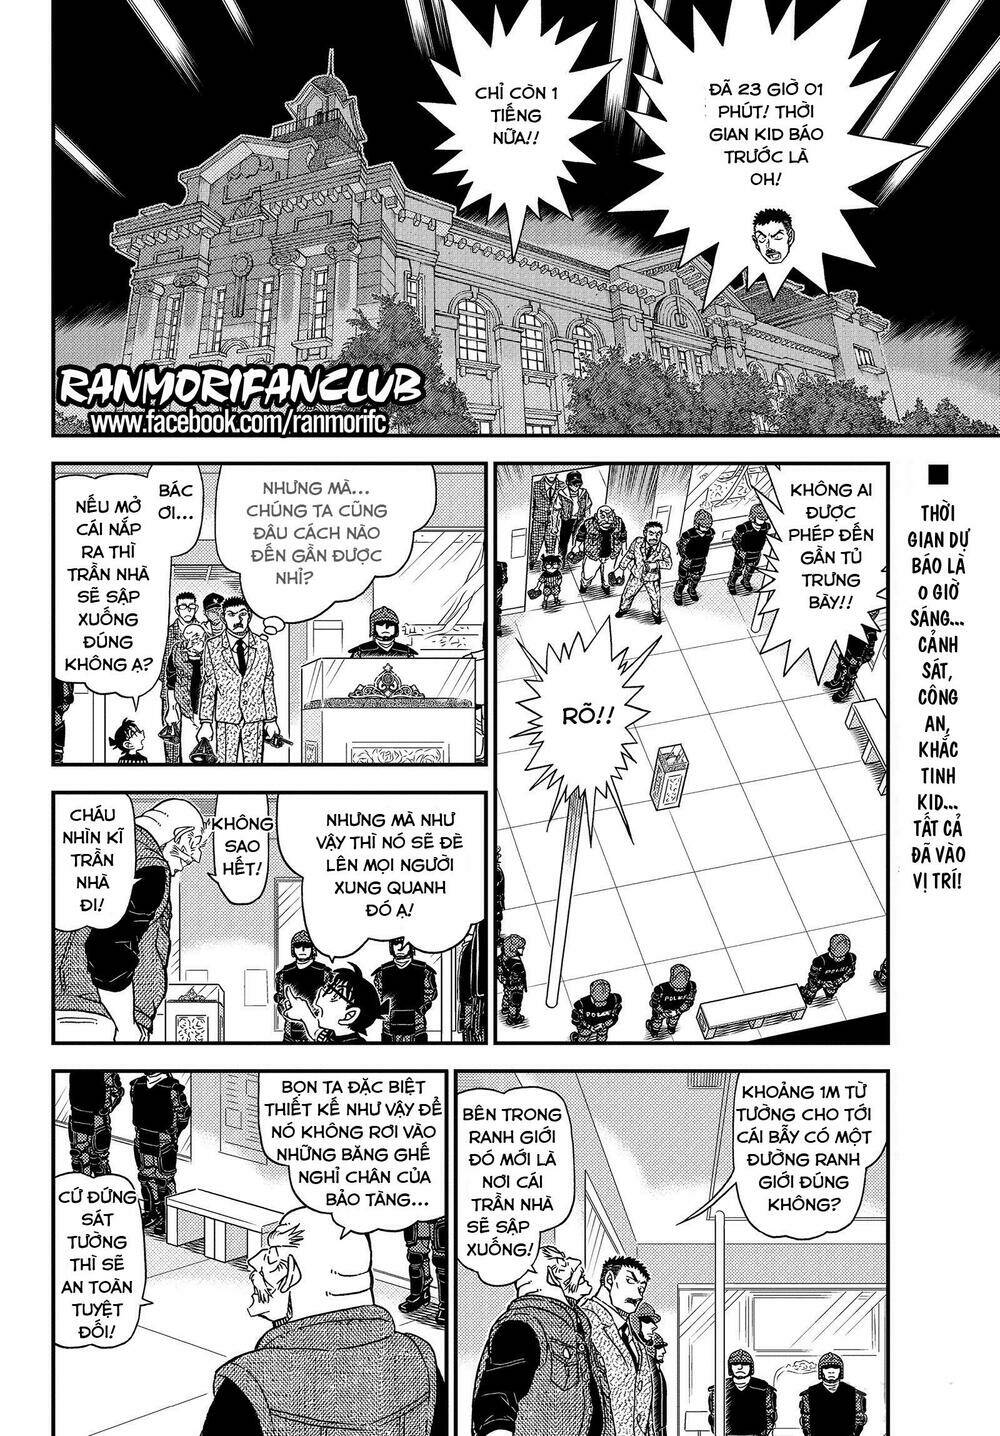 ĐÃ 23 GIỜ 01
PHÚT! THỜI
GIAN KID BÁO
TRƯỚC LÀ
0H!
CHỈ CÒN 1
TIẾNG
NỮA!!
RANMORIFANCLUB
www.facebook.com/ranmorifc
THỜI
GIAN DỰ
BÁO LÀ
0 GIỜ
SÁNG...
CẢNH
SÁT,
CÔNG
AN,
KHẮC
TINH
KID...
TẤT CẢ
ĐÃ VÀO
VỊ TRÍ!
KHÔNG AI
ĐƯỢC
PHÉP ĐẾN
GẦN TỦ
TRƯNG
BÀY!!
RÕ!!
POLICE
NHƯNG MÀ...
CHÚNG TA CŨNG
ĐÂU CÁCH NÀO
ĐẾN GẦN ĐƯỢC
NHỈ?
BÁC
ƠI...
NẾU MỞ
CÁI NẮP
RA THÌ
TRẦN NHÀ
SẼ SẬP
XUỐNG
ĐÚNG
KHÔNG Ạ?
NHƯNG MÀ NHƯ
VẬY THÌ NÓ SẼ ĐÈ
LÊN MỌI NGƯỜI
XUNG QUANH
ĐÓ Ạ!
KHÔNG
SAO
HẾT!
CHÁU
NHÌN KĨ
TRẦN
NHÀ
ĐI!
KHOẢNG 1M TỪ
TƯỜNG CHO TỚI
CÁI BẪY CÓ MỘT
ĐƯỜNG RANH
GIỚI ĐÚNG
KHÔNG?
BÊN TRONG
RANH GIỚI
ĐÓ MỚI LÀ
NƠI CÁI
TRẦN NHÀ
SẼ SẬP
XUỐNG!
BỌN TA ĐẶC BIỆT
THIẾT KẾ NHƯ VẬY ĐỂ
NÓ KHÔNG RƠI VÀO
NHỮNG BĂNG GHẾ
NGHỈ CHÂN CỦA
BẢO TÀNG...
CỨ ĐỨNG
SÁT
TƯỜNG
THÌ SẼ
AN TOÀN
TUYỆT
ĐỐI!